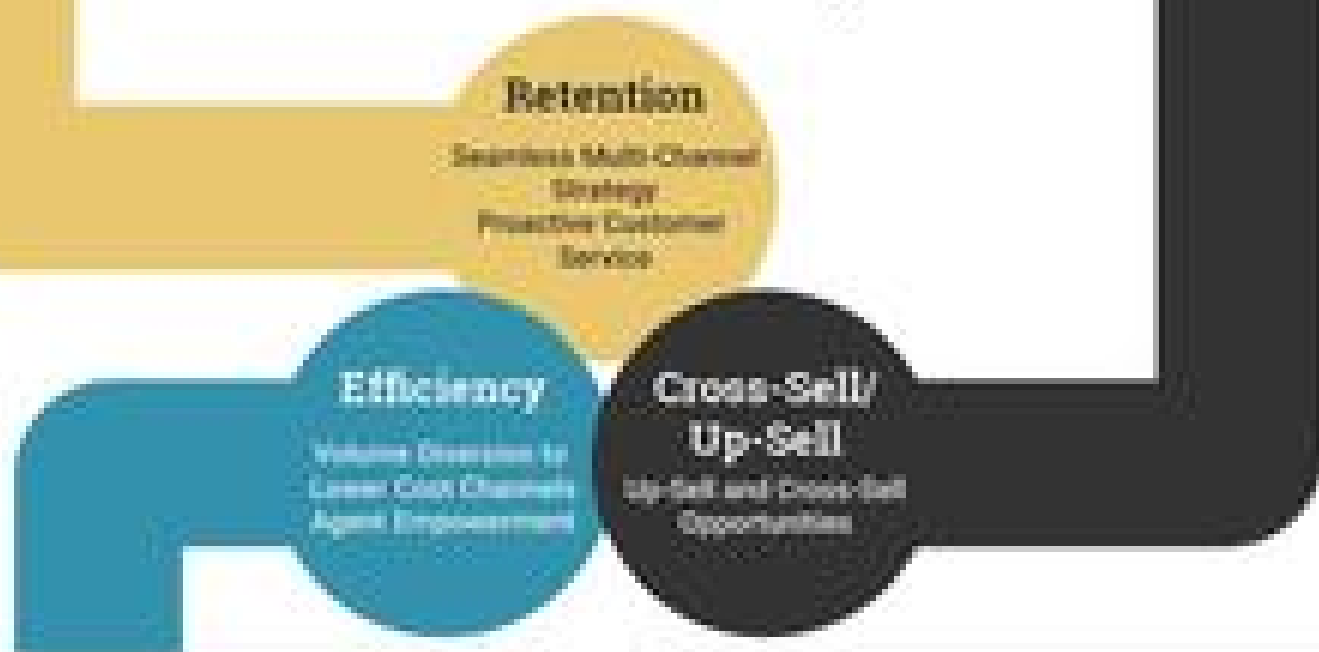 Retention
Seamless Multi-Channel
Strategy
Proactive Customer
Service
Efficiency
Volume Diversion to
Lower Cost Channels
Agent Empowerment
Cross-Sell/
Up-Sell
Up-Sell and Cross-Sell
Opportunities